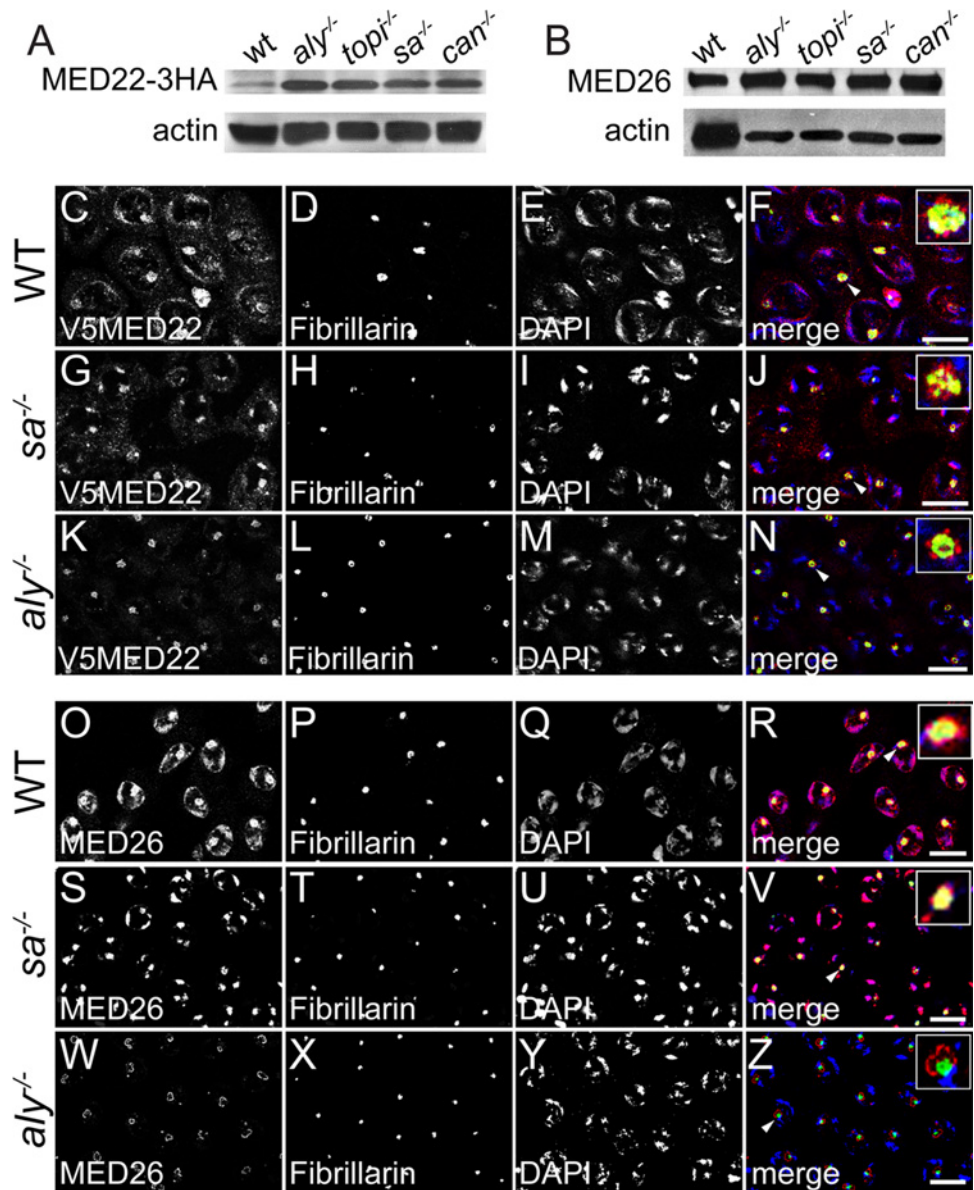 A
wt aly-/- topi-/- sa-/- can-/-
MED22-3HA
actin
B
wt aly-/- topi-/- sa-/- can-/-
MED26
actin
WT
C V5MED22
D Fibrillarin
E DAPI
F merge
sa-/-
G V5MED22
H Fibrillarin
I DAPI
J merge
aly-/-
K V5MED22
L Fibrillarin
M DAPI
N merge
WT
O MED26
P Fibrillarin
Q DAPI
R merge
sa-/-
S MED26
T Fibrillarin
U DAPI
V merge
aly-/-
W MED26
X Fibrillarin
Y DAPI
Z merge